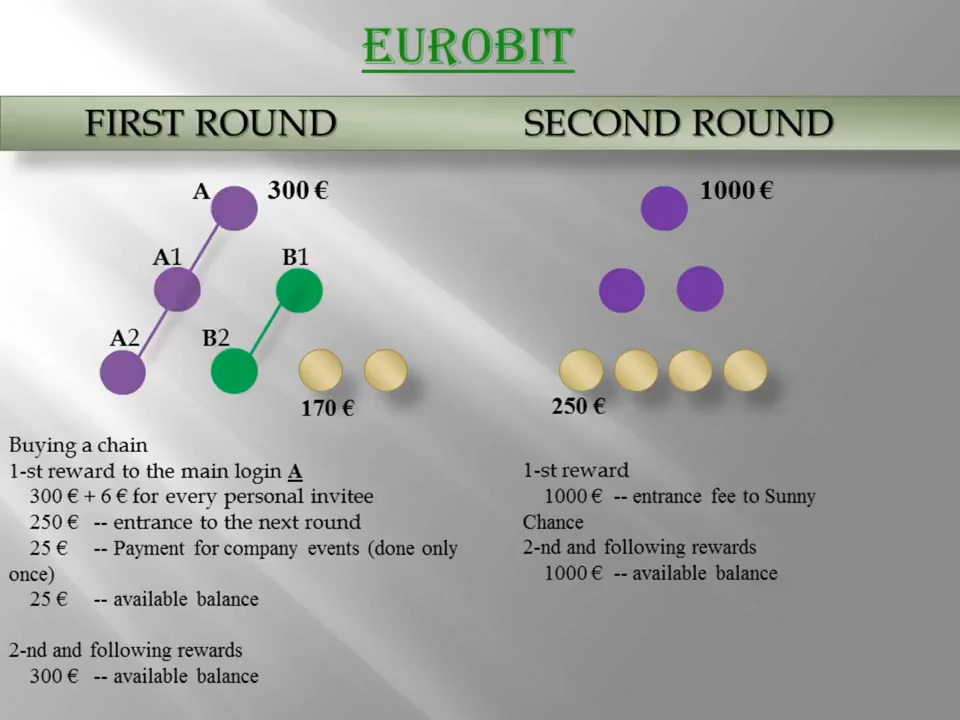 EUROBIT
FIRST ROUND
SECOND ROUND
A
300 €
A1
B1
A2
B2
170 €
Buying a chain
1-st reward to the main login A
300 € + 6 € for every personal invitee
250 € -- entrance to the next round
25 € -- Payment for company events (done only
once)
25 € -- available balance
2-nd and following rewards
300 € -- available balance
1000 €
250 €
1-st reward
1000 € -- entrance fee to Sunny
Chance
2-nd and following rewards
1000 € -- available balance